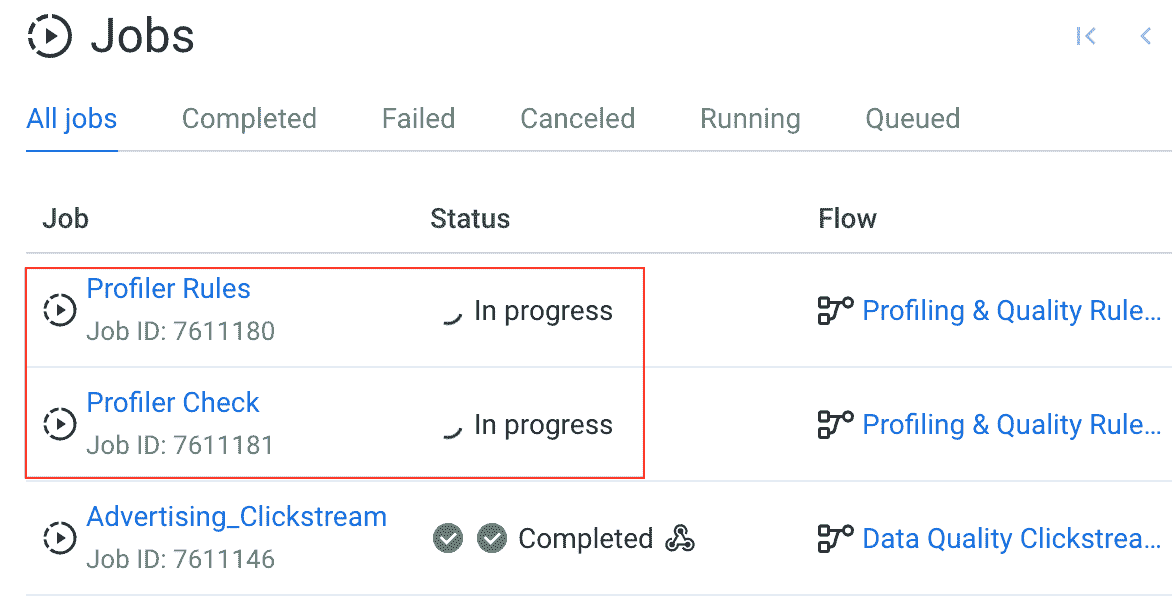 Jobs
All jobs Completed Failed Canceled Running Queued
Job Status Flow
Profiler Rules
Job ID: 7611180
In progress
Profiling & Quality Rule...
Profiler Check
Job ID: 7611181
In progress
Profiling & Quality Rule...
Advertising_Clickstream
Job ID: 7611146
Completed
Data Quality Clickstrea...